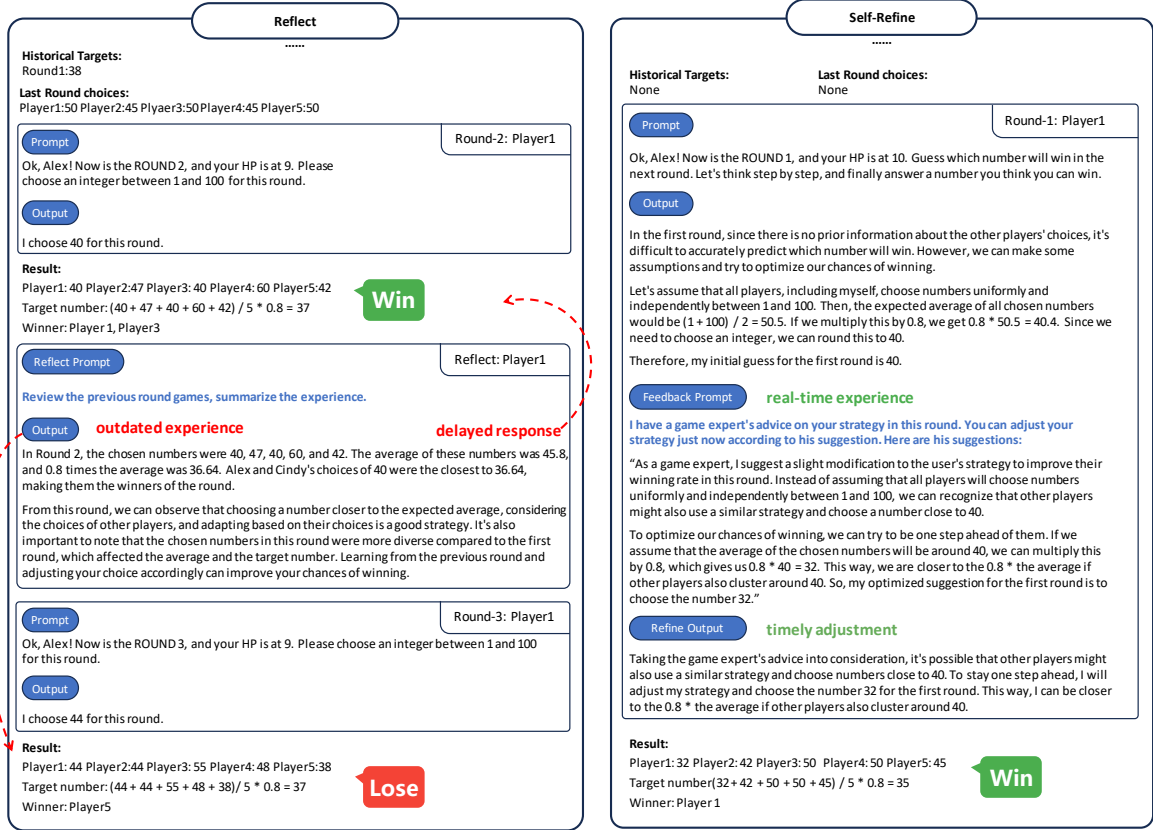 Reflect
......
Historical Targets:
Round1:38
Last Round choices:
Player1:50 Player2:45 Plyaer3:50 Player4:45 Player5:50
Round-2: Player1
Prompt
Ok, Alex! Now is the ROUND 2, and your HP is at 9. Please
choose an integer between 1 and 100 for this round.
Output
I choose 40 for this round.
Result:
Player1: 40 Player2:47 Player3: 40 Player4: 60 Player5:42
Target number: (40 + 47 + 40 + 60 + 42) / 5 * 0.8 = 37
Winner: Player 1, Player3
Win
Reflect: Player1
Reflect Prompt
Review the previous round games, summarize the experience.
Output
outdated experience
delayed response
In Round 2, the chosen numbers were 40, 47, 40, 60, and 42. The average of these numbers was 45.8,
and 0.8 times the average was 36.64. Alex and Cindy's choices of 40 were the closest to 36.64,
making them the winners of the round.
From this round, we can observe that choosing a number closer to the expected average, considering
the choices of other players, and adapting based on their choices is a good strategy. It's also
important to note that the chosen numbers in this round were more diverse compared to the first
round, which affected the average and the target number. Learning from the previous round and
adjusting your choice accordingly can improve your chances of winning.
Round-3: Player1
Prompt
Ok, Alex! Now is the ROUND 3, and your HP is at 9. Please choose an integer between 1 and 100
for this round.
Output
I choose 44 for this round.
Result:
Player1: 44 Player2:44 Player3: 55 Player4: 48 Player5:38
Target number: (44 + 44 + 55 + 48 + 38)/ 5 * 0.8 = 37
Winner: Player5
Lose
Self-Refine
......
Historical Targets:
None
Last Round choices:
None
Round-1: Player1
Prompt
Ok, Alex! Now is the ROUND 1, and your HP is at 10. Guess which number will win in the
next round. Let's think step by step, and finally answer a number you think you can win.
Output
In the first round, since there is no prior information about the other players' choices, it's
difficult to accurately predict which number will win. However, we can make some
assumptions and try to optimize our chances of winning.
Let's assume that all players, including myself, choose numbers uniformly and
independently between 1 and 100. Then, the expected average of all chosen numbers
would be (1 + 100) / 2 = 50.5. If we multiply this by 0.8, we get 0.8 * 50.5 = 40.4. Since we
need to choose an integer, we can round this to 40.
Therefore, my initial guess for the first round is 40.
Feedback Prompt
real-time experience
I have a game expert's advice on your strategy in this round. You can adjust your
strategy just now according to his suggestion. Here are his suggestions:
“As a game expert, I suggest a slight modification to the user's strategy to improve their
winning rate in this round. Instead of assuming that all players will choose numbers
uniformly and independently between 1 and 100, we can recognize that other players
might also use a similar strategy and choose a number close to 40.
To optimize our chances of winning, we can try to be one step ahead of them. If we
assume that the average of the chosen numbers will be around 40, we can multiply this
by 0.8, which gives us 0.8 * 40 = 32. This way, we are closer to the 0.8 * the average if
other players also cluster around 40. So, my optimized suggestion for the first round is to
choose the number 32.”
Refine Output
timely adjustment
Taking the game expert's advice into consideration, it's possible that other players might
also use a similar strategy and choose numbers close to 40. To stay one step ahead, I will
adjust my strategy and choose the number 32 for the first round. This way, I can be closer
to the 0.8 * the average if other players also cluster around 40.
Result:
Player1: 32 Player2: 42 Player3: 50 Player4: 50 Player5: 45
Target number(32+ 42 + 50 + 50 + 45) / 5 * 0.8 = 35
Winner: Player 1
Win